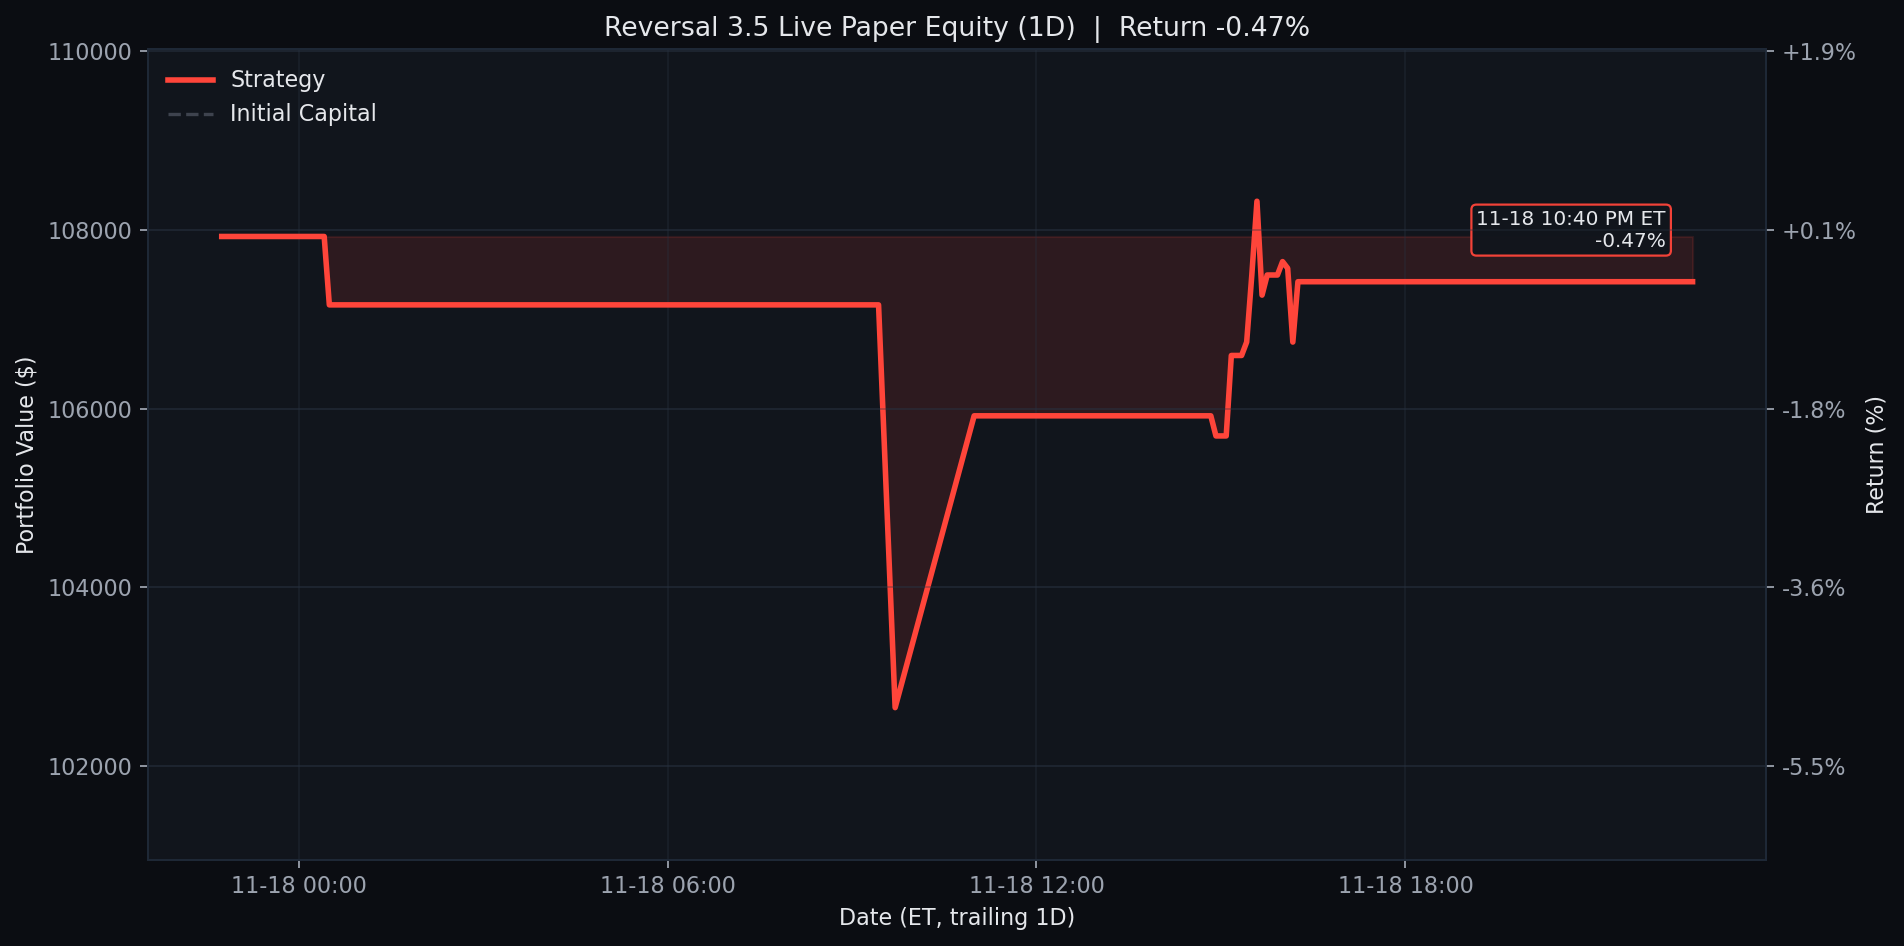 Reversal 3.5 Live Paper Equity (1D)  |  Return -0.47%
Strategy
Initial Capital
11-18 10:40 PM ET
-0.47%
Portfolio Value ($)
110000
108000
106000
104000
102000
+1.9%
+0.1%
-1.8%
-3.6%
-5.5%
Return (%)
11-18 00:00
11-18 06:00
11-18 12:00
11-18 18:00
Date (ET, trailing 1D)